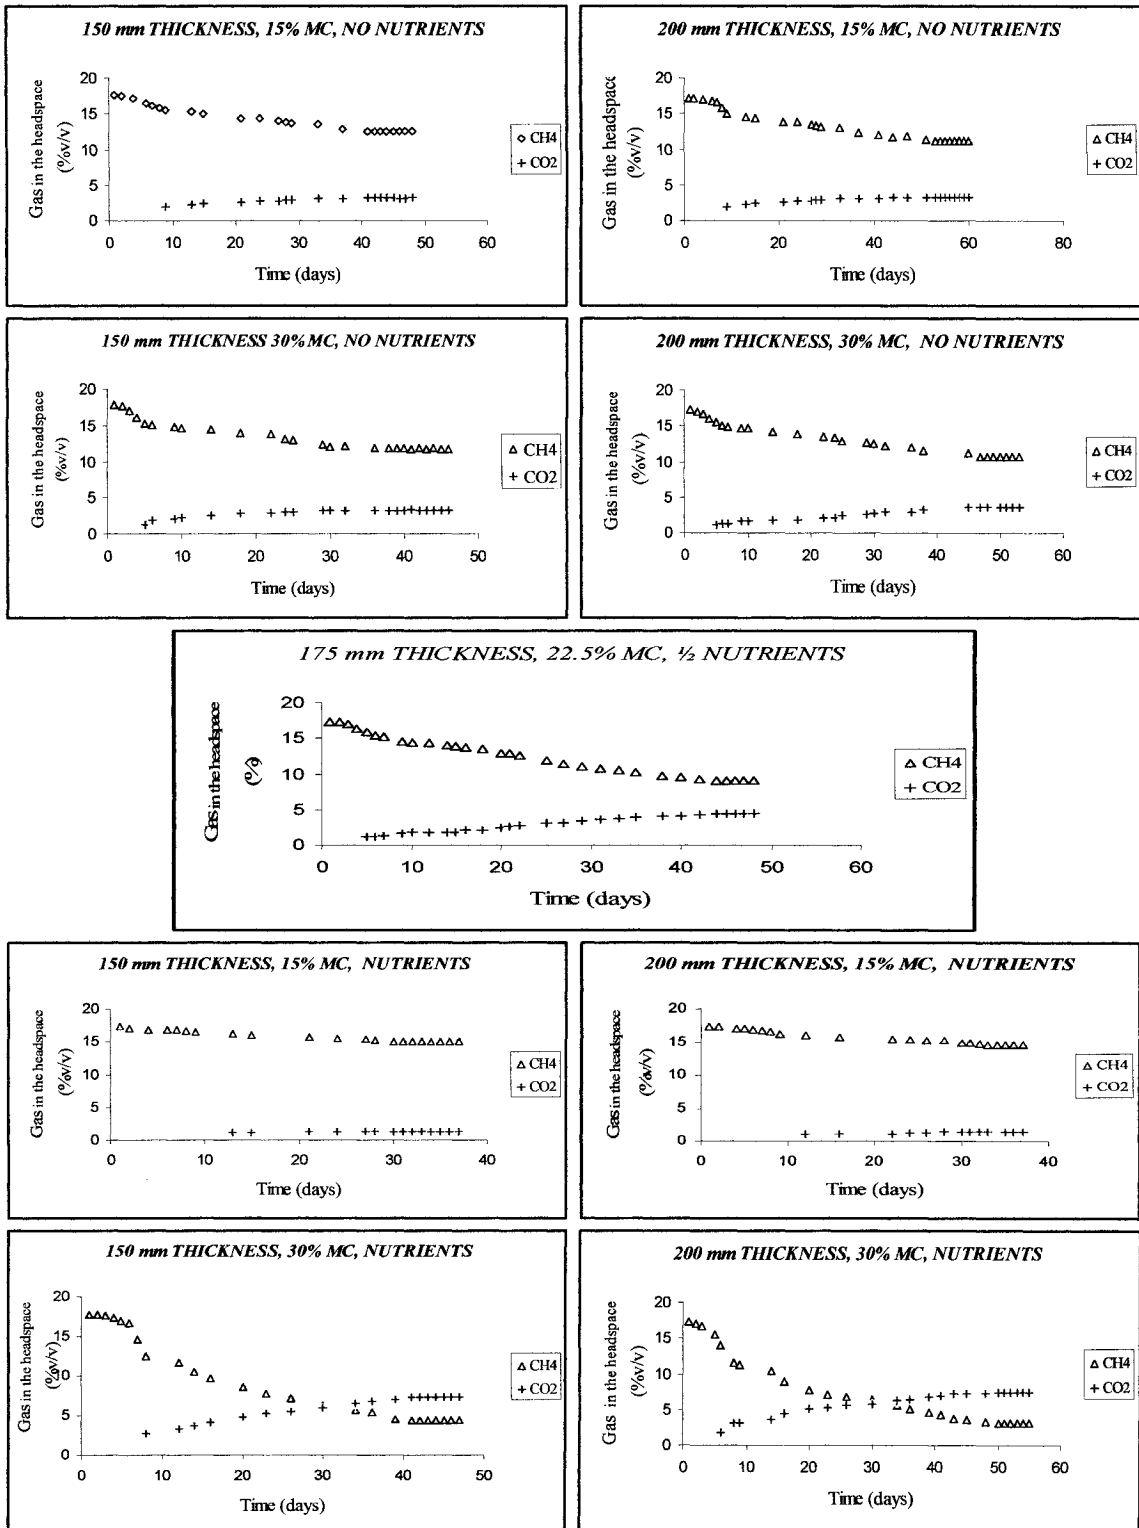 150 mm THICKNESS, 15% MC, NO NUTRIENTS
Gas in the headspace
(%v/v)
20
15
10
5
0
0 10 20 30 40 50 60
Time (days)
CH4
CO2
200 mm THICKNESS, 15% MC, NO NUTRIENTS
Gas in the headspace
(%v/v)
20
15
10
5
0
0 20 40 60 80
Time (days)
CH4
CO2
150 mm THICKNESS 30% MC, NO NUTRIENTS
Gas in the headspace
(%v/v)
20
15
10
5
0
0 10 20 30 40 50
Time (days)
CH4
CO2
200 mm THICKNESS, 30% MC, NO NUTRIENTS
Gas in the headspace
(%v/v)
20
15
10
5
0
0 10 20 30 40 50 60
Time (days)
CH4
CO2
175 mm THICKNESS, 22.5% MC, ½ NUTRIENTS
Gas in the headspace
(%)
20
15
10
5
0
0 10 20 30 40 50 60
Time (days)
CH4
CO2
150 mm THICKNESS, 15% MC, NUTRIENTS
Gas in the headspace
(%v/v)
20
15
10
5
0
0 10 20 30 40
Time (days)
CH4
CO2
200 mm THICKNESS, 15% MC, NUTRIENTS
Gas in the headspace
(%v/v)
20
15
10
5
0
0 10 20 30 40
Time (days)
CH4
CO2
150 mm THICKNESS, 30% MC, NUTRIENTS
Gas in the headspace
(%v/v)
20
15
10
5
0
0 10 20 30 40 50
Time (days)
CH4
CO2
200 mm THICKNESS, 30% MC, NUTRIENTS
Gas in the headspace
(%v/v)
20
15
10
5
0
0 10 20 30 40 50 60
Time (days)
CH4
CO2